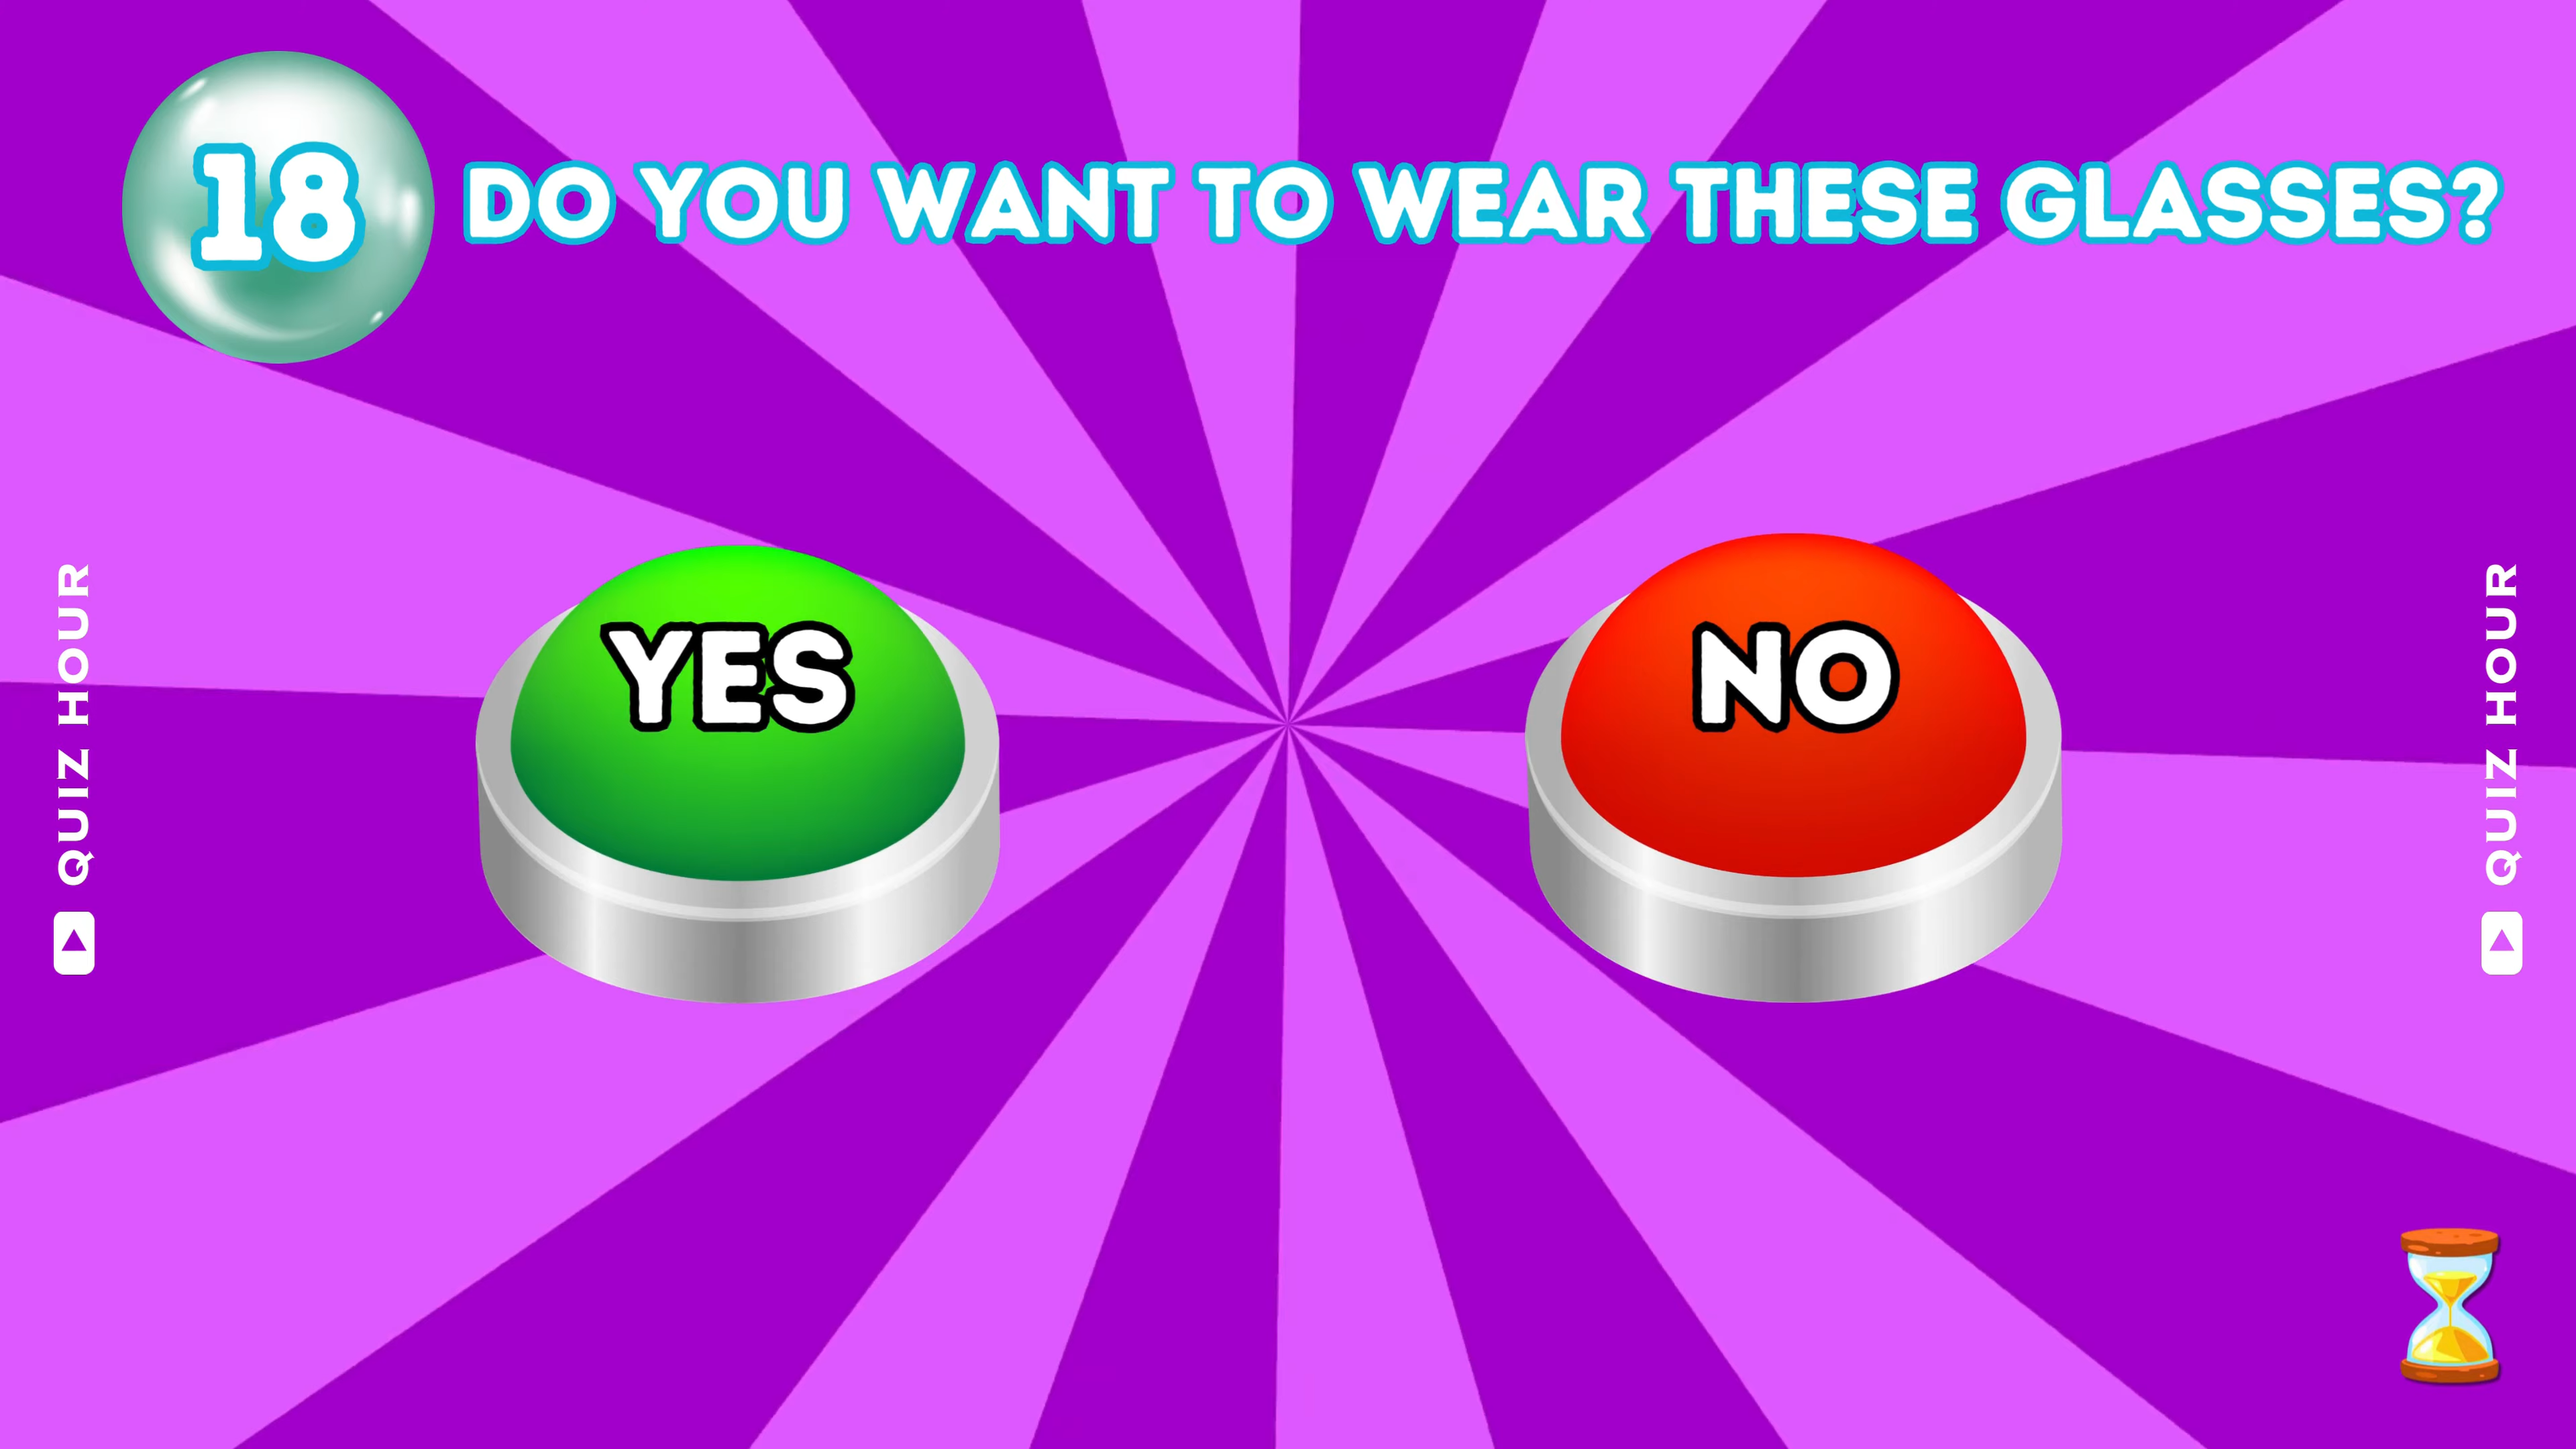 18
DO YOU WANT TO WEAR THESE GLASSES?
YES
NO
QUIZ HOUR
QUIZ HOUR